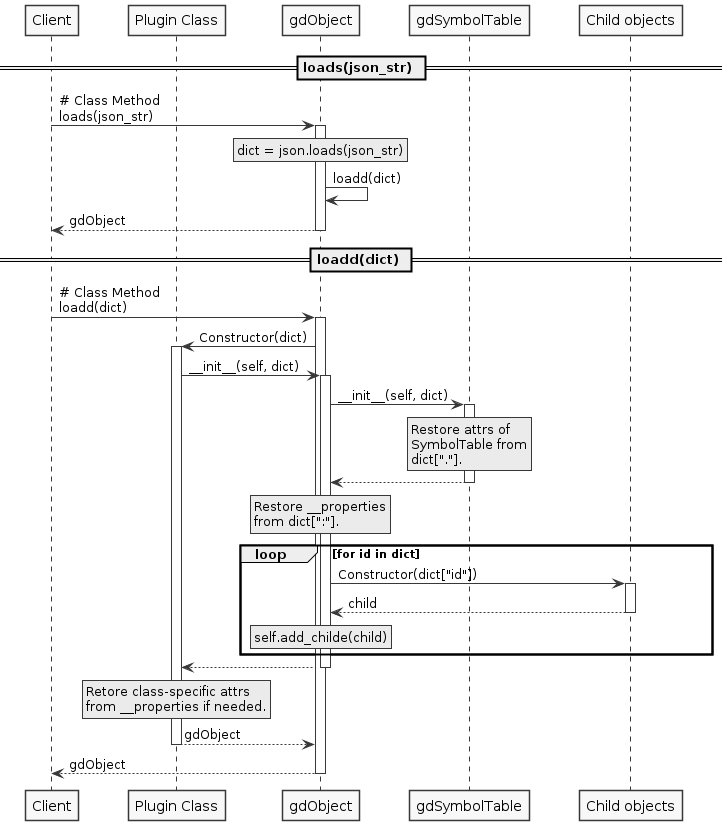 Client
Plugin Class
gdObject
gdSymbolTable
Child objects
loads(json_str)
# Class Method
loads(json_str)
dict = json.loads(json_str)
loadd(dict)
gdObject
loadd(dict)
# Class Method
loadd(dict)
Constructor(dict)
__init__(self, dict)
__init__(self, dict)
Restore attrs of
SymbolTable from
dict["."].
Restore __properties
from dict[":"].
loop
[for id in dict]
Constructor(dict["id"])
child
self.add_childe(child)
Retore class-specific attrs
from __properties if needed.
gdObject
gdObject
Client
Plugin Class
gdObject
gdSymbolTable
Child objects